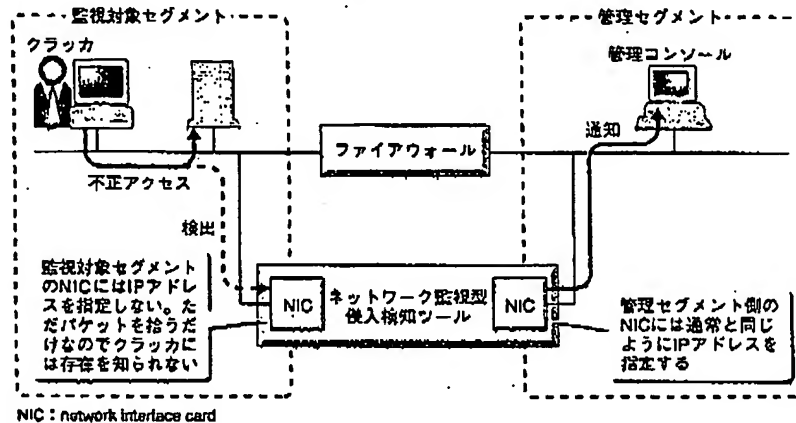 監視対象セグメント
管理セグメント
クラッカ
管理コンソール
ファイアウォール
通知
不正アクセス
検出
監視対象セグメント
のNICにはIPアドレ
スを指定しない。た
だパケットを拾うだ
けなのでクラッカに
は存在を知られない
NIC
ネットワーク監視型
侵入検知ツール
NIC
管理セグメント側の
NICには通常と同じ
ようにIPアドレスを
指定する
NIC：network interface card